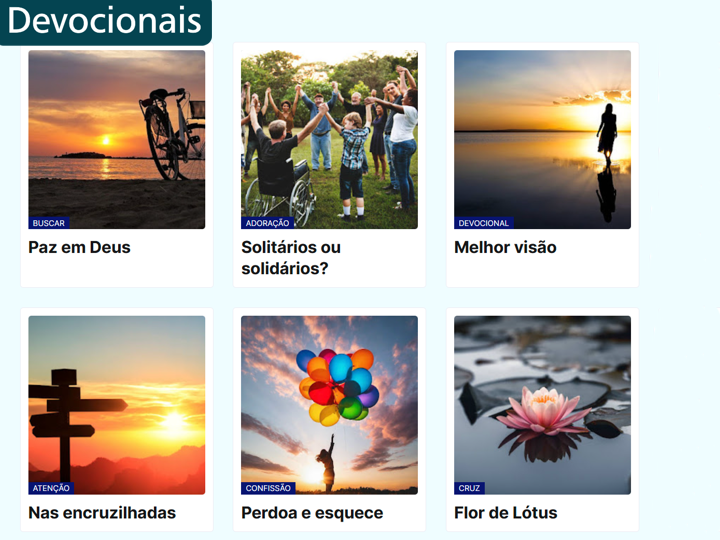 Devocionais
BUSCAR
Paz em Deus
ADORAÇÃO
Solitários ou
solidários?
DEVOCIONAL
Melhor visão
ATENÇÃO
Nas encruzilhadas
CONFISSÃO
Perdoa e esquece
CRUZ
Flor de Lótus